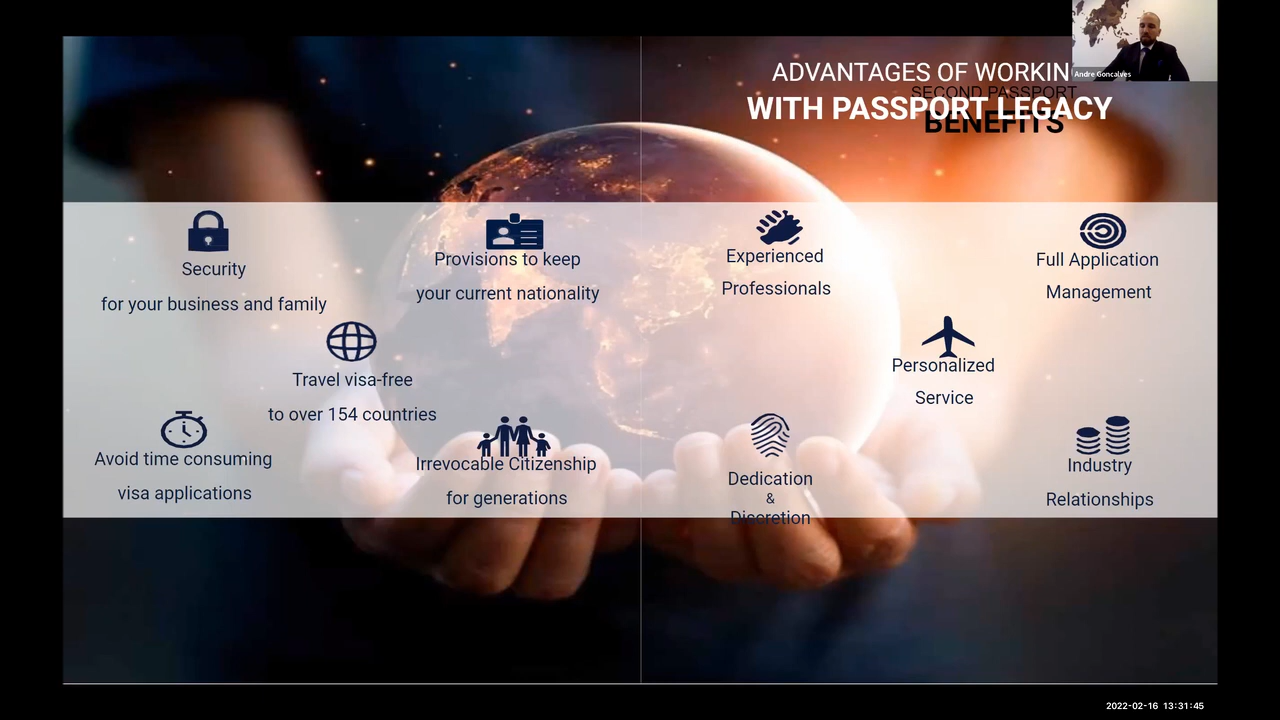 ADVANTAGES OF WORKIN
SECOND PASSPORT
WITH PASSPORT LEGACY
BENEFITS
Andre Goncalves
Security
for your business and family
Provisions to keep
your current nationality
Travel visa-free
to over 154 countries
Avoid time consuming
visa applications
Irrevocable Citizenship
for generations
Experienced
Professionals
Full Application
Management
Personalized
Service
Dedication
&
Discretion
Industry
Relationships
2022-02-16 13:31:45